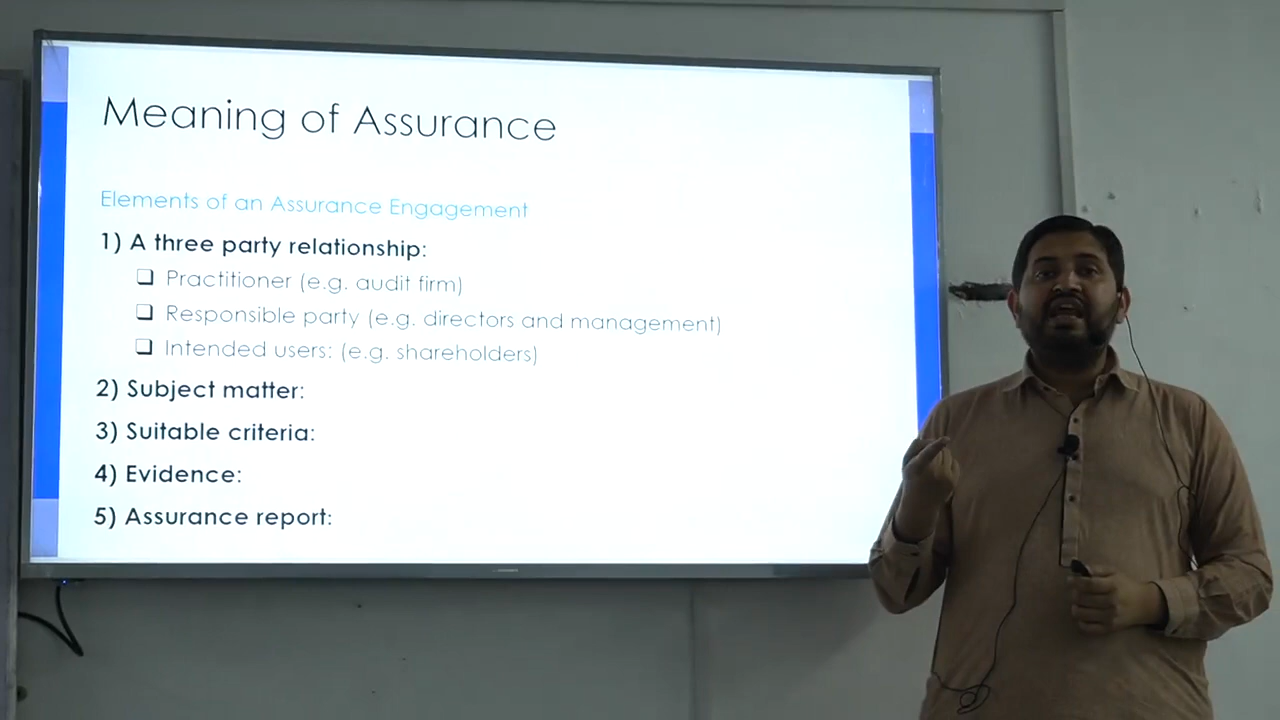 Meaning of Assurance
Elements of an Assurance Engagement
1) A three party relationship:
❑ Practitioner (e.g. audit firm)
❑ Responsible party (e.g. directors and management)
❑ Intended users: (e.g. shareholders)
2) Subject matter:
3) Suitable criteria:
4) Evidence:
5) Assurance report: